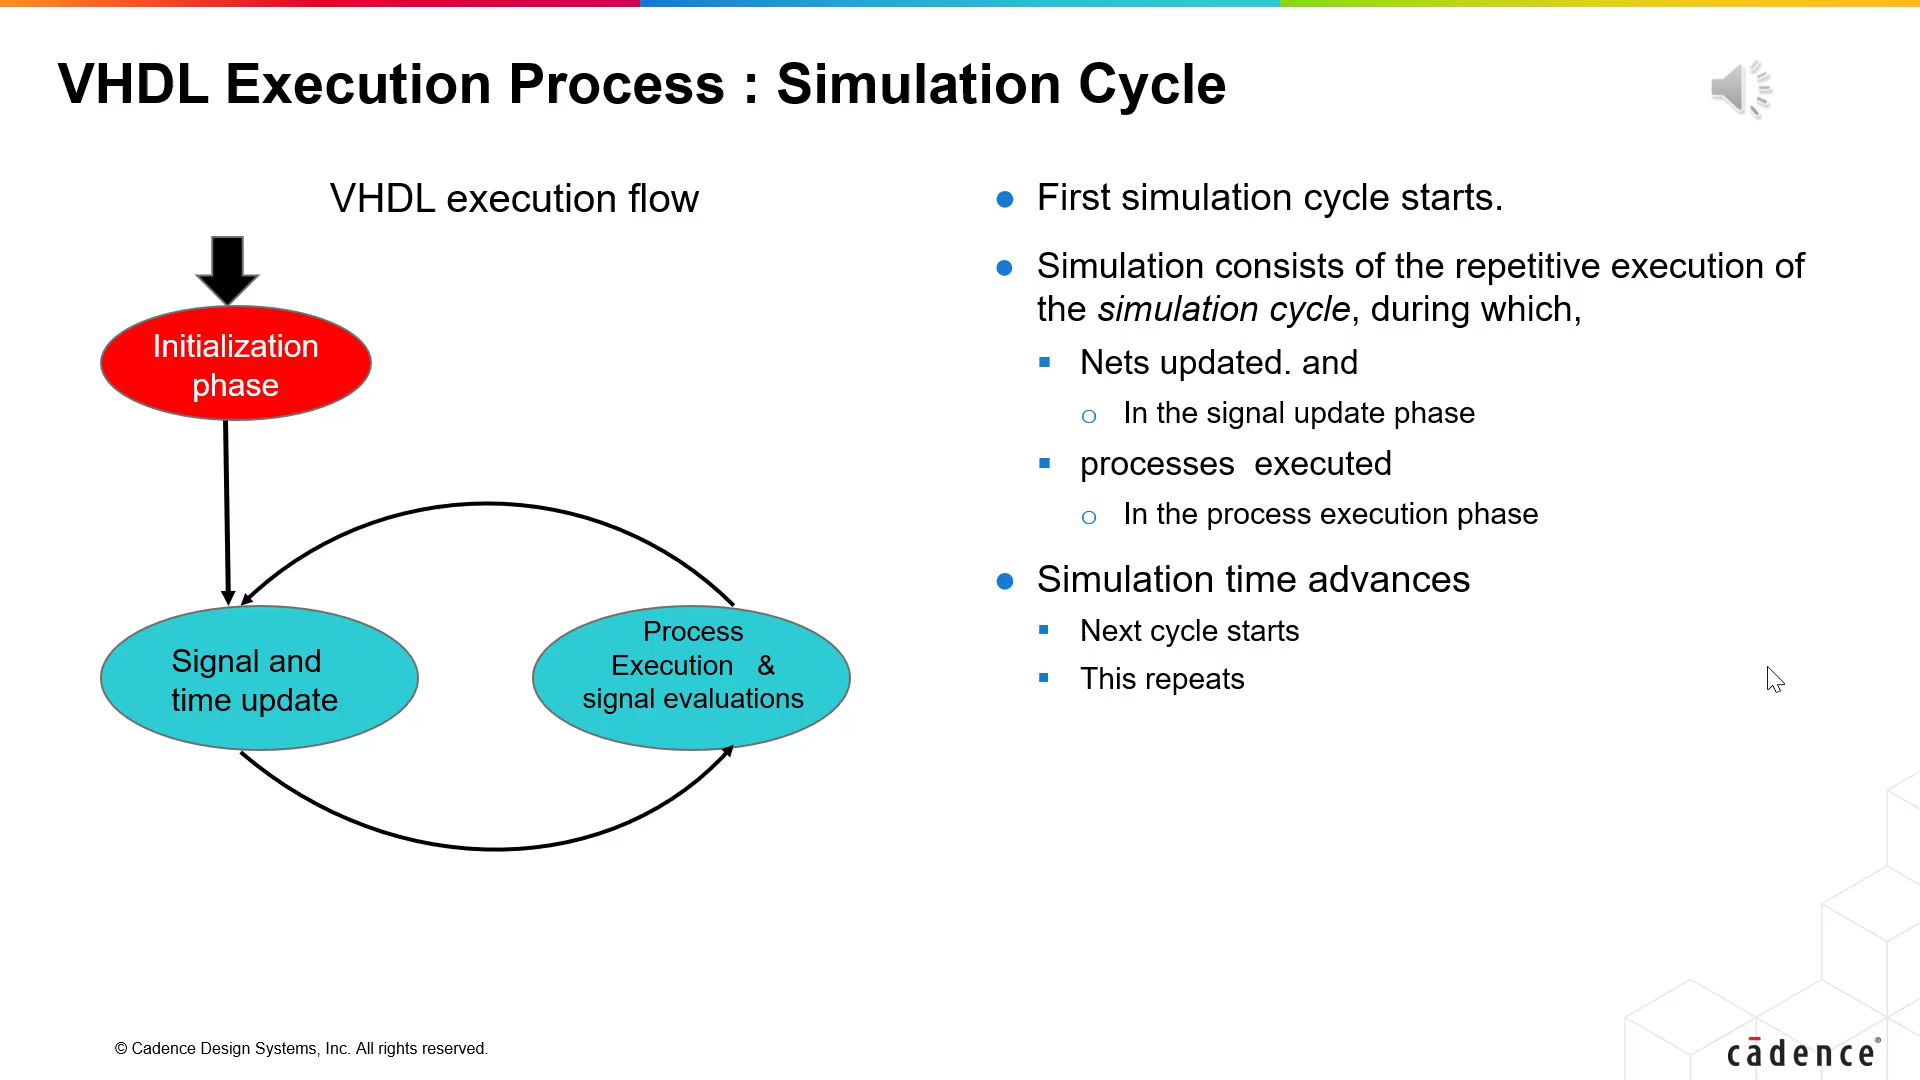 VHDL Execution Process : Simulation Cycle
VHDL execution flow
Initialization
phase
Signal and
time update
Process
Execution & 
signal evaluations
First simulation cycle starts.
Simulation consists of the repetitive execution of
the simulation cycle, during which,
Nets updated. and
In the signal update phase
processes executed
In the process execution phase
Simulation time advances
Next cycle starts
This repeats
© Cadence Design Systems, Inc. All rights reserved.
cādence®